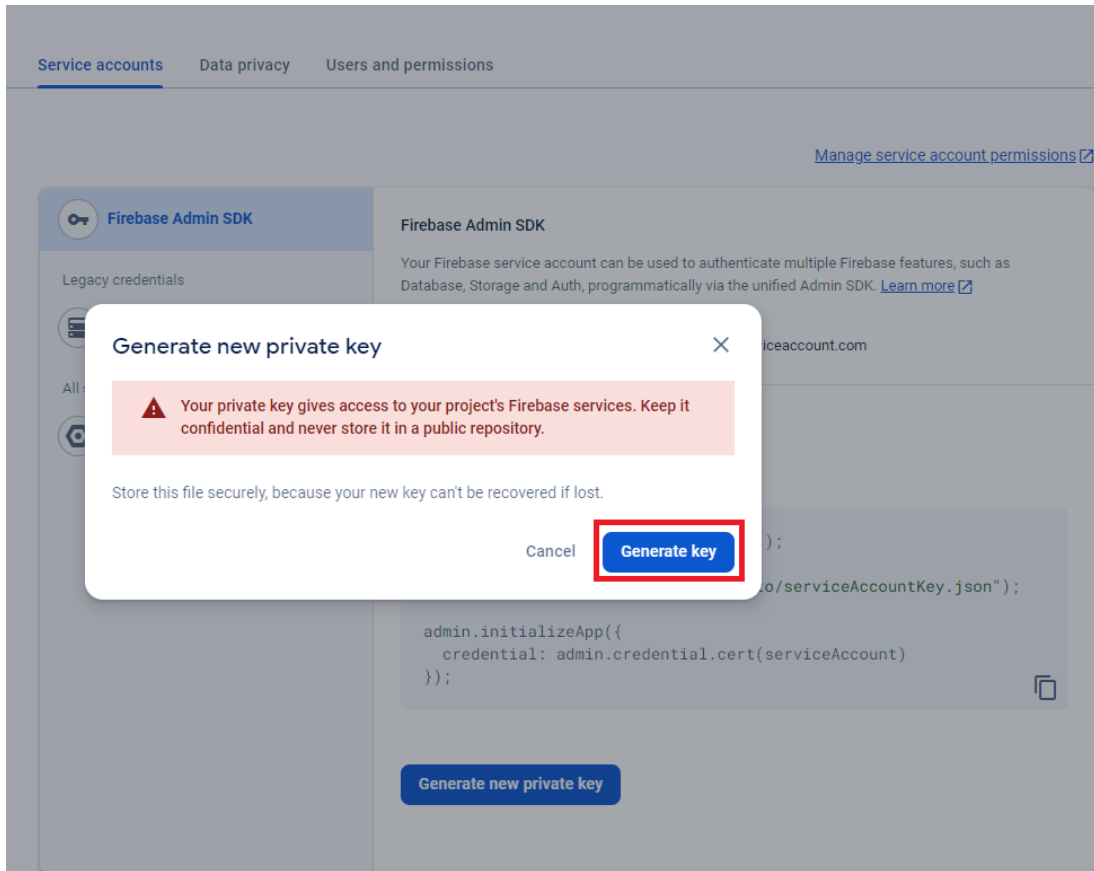 Service accounts
Data privacy
Users and permissions
Manage service account permissions
Firebase Admin SDK
Legacy credentials
All
Firebase Admin SDK
Your Firebase service account can be used to authenticate multiple Firebase features, such as
Database, Storage and Auth, programmatically via the unified Admin SDK. Learn more
iceaccount.com
Generate new private key
Your private key gives access to your project's Firebase services. Keep it
confidential and never store it in a public repository.
Store this file securely, because your new key can't be recovered if lost.
Cancel
Generate key
);
to/serviceAccountKey.json");
admin.initializeApp({
credential: admin.credential.cert(serviceAccount)
});
Generate new private key